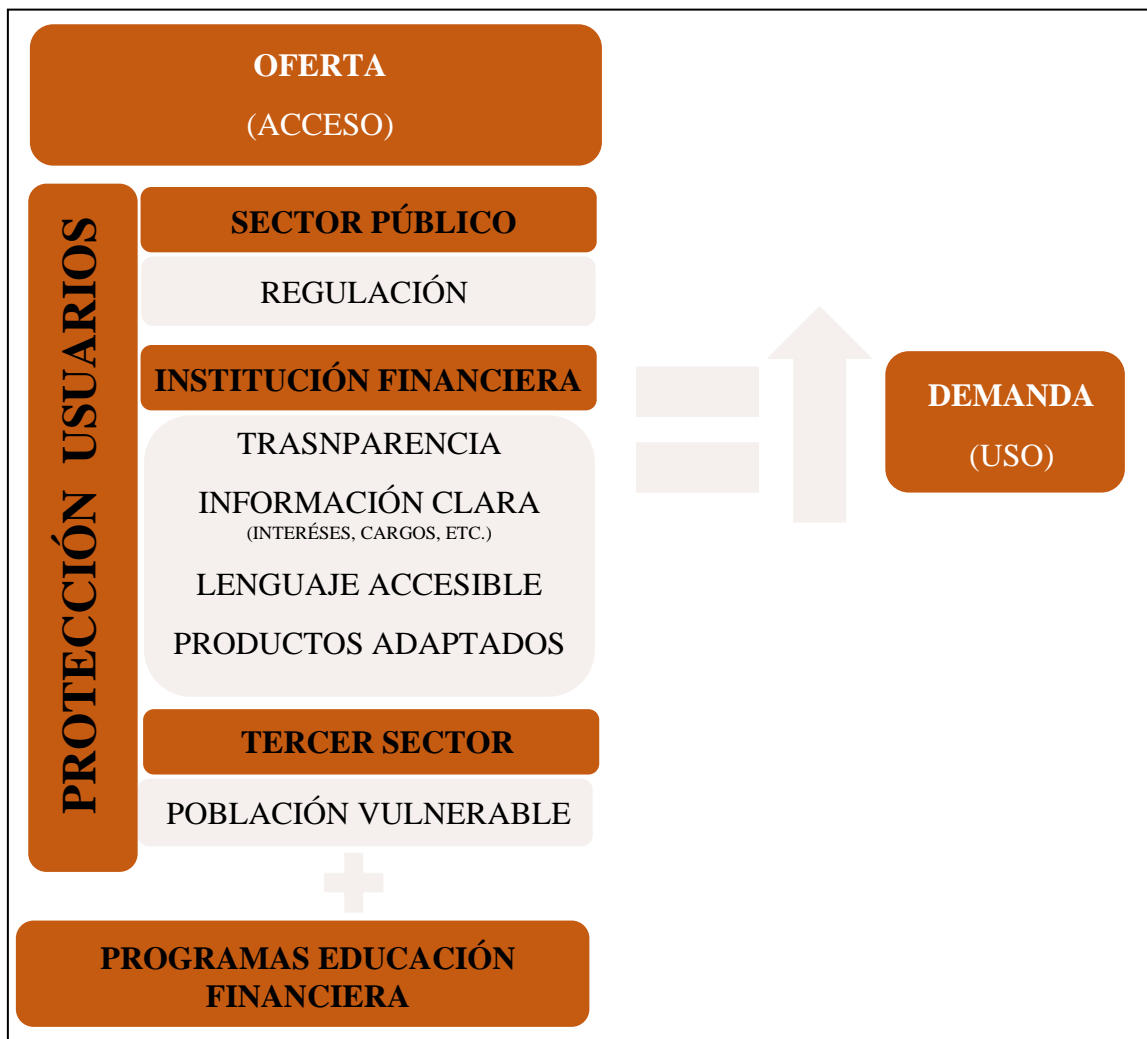 OFERTA
(ACCESO)
PROTECCIÓN USUARIOS
SECTOR PÚBLICO
REGULACIÓN
INSTITUCIÓN FINANCIERA
TRASNPARENCIA
INFORMACIÓN CLARA
(INTERÉSES, CARGOS, ETC.)
LENGUAJE ACCESIBLE
PRODUCTOS ADAPTADOS
TERCER SECTOR
POBLACIÓN VULNERABLE
PROGRAMAS EDUCACIÓN
FINANCIERA
DEMANDA
(USO)